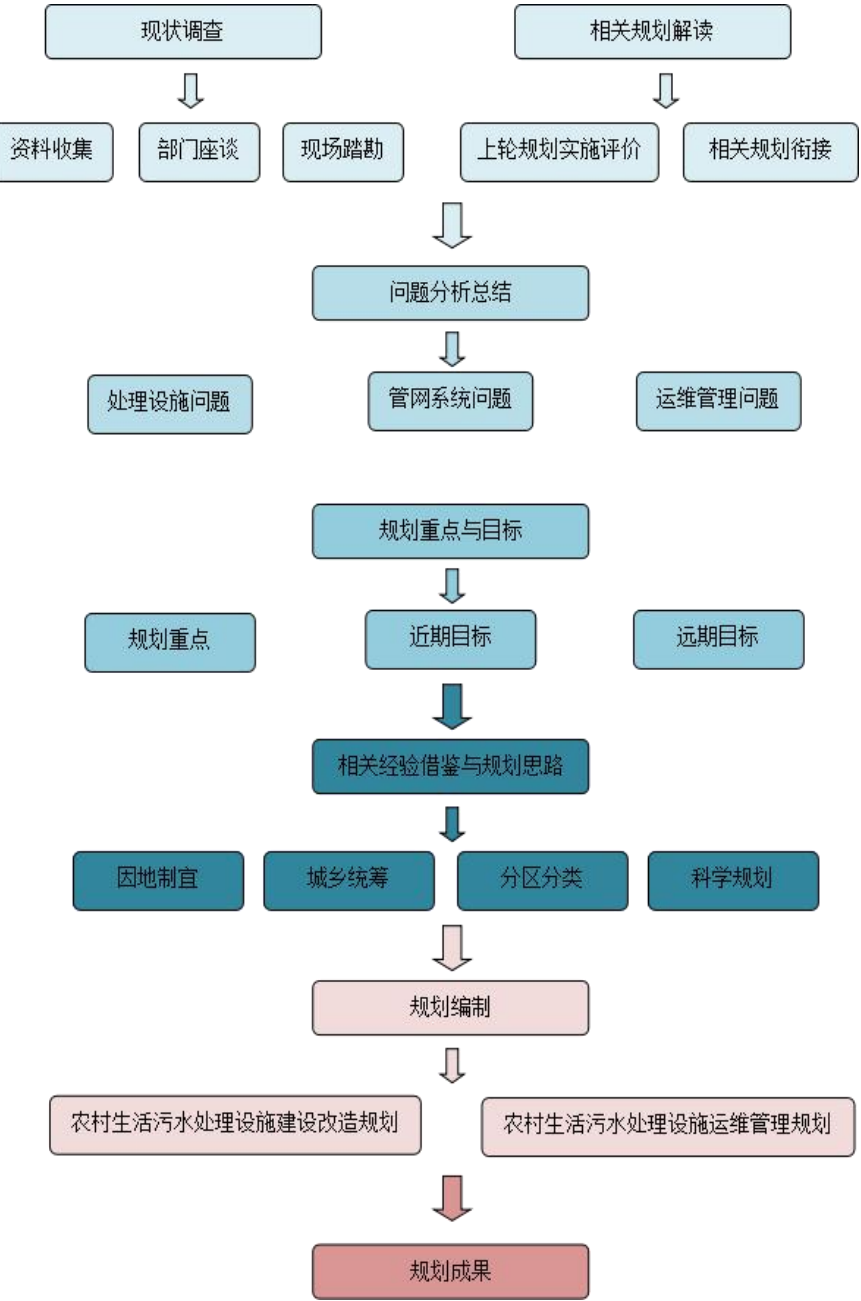 现状调查
相关规划解读
资料收集
部门座谈
现场踏勘
上轮规划实施评价
相关规划衔接
问题分析总结
处理设施问题
管网系统问题
运维管理问题
规划重点与目标
规划重点
近期目标
远期目标
相关经验借鉴与规划思路
因地制宜
城乡统筹
分区分类
科学规划
规划编制
农村生活污水处理设施建设改造规划
农村生活污水处理设施运维管理规划
规划成果